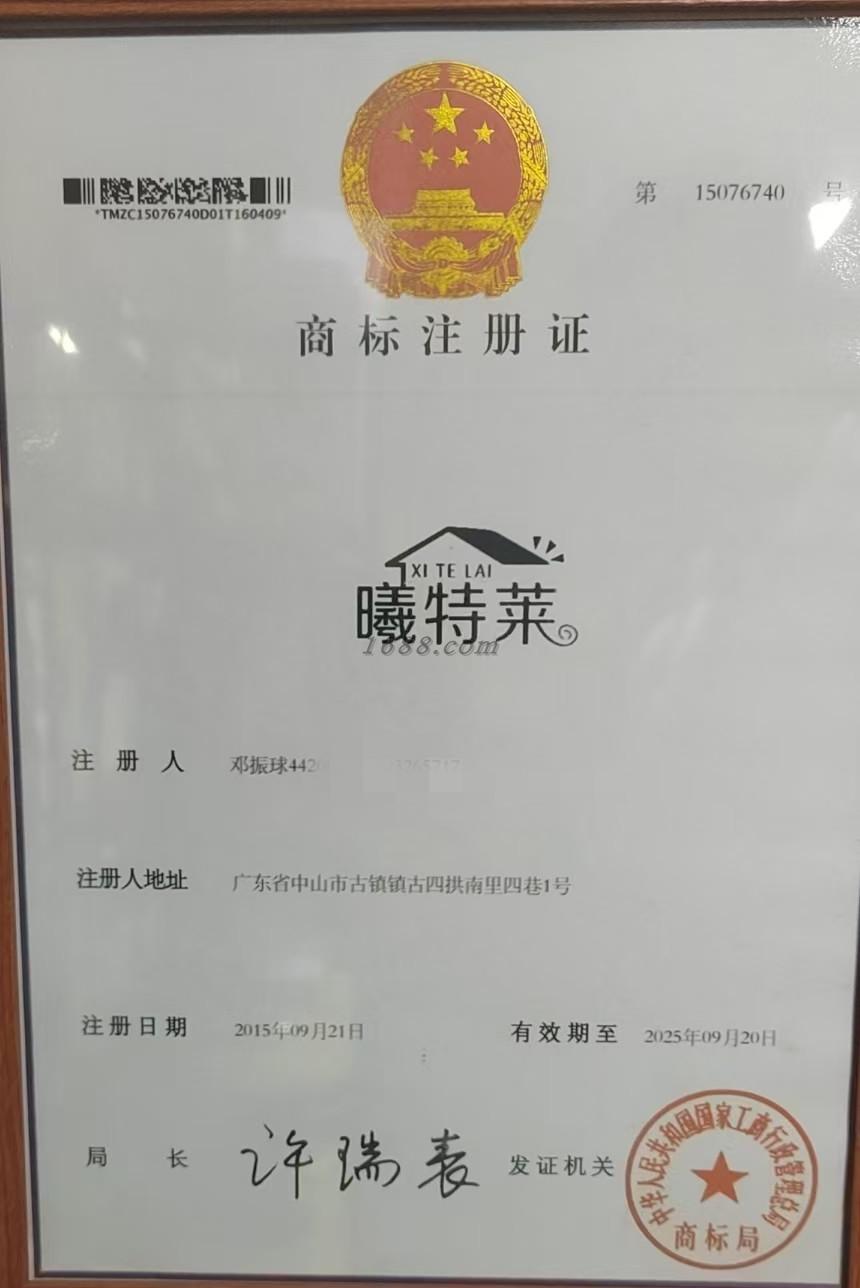 *TMZC15076740D01T160409*
第 15076740 号
商标注册证
XI TE LAI
曦特莱
1688.com
注册人 邓振球442
注册人地址 广东省中山市古镇镇古四拱南里四巷1号
注册日期 2015年09月21日 有效期至 2025年09月20日
局长 许瑞表 发证机关
中华人民共和国国家工商行政管理总局
商标局